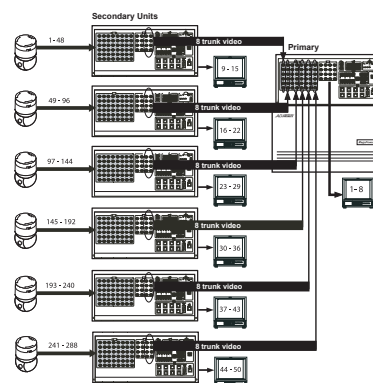 Secondary Units
1 - 48
8 trunk video
Primary
9 - 15
49 - 96
8 trunk video
16 - 22
97 - 144
8 trunk video
23 - 29
1 - 8
145 - 192
8 trunk video
30 - 36
193 - 240
8 trunk video
37 - 43
241 - 288
8 trunk video
44 - 50